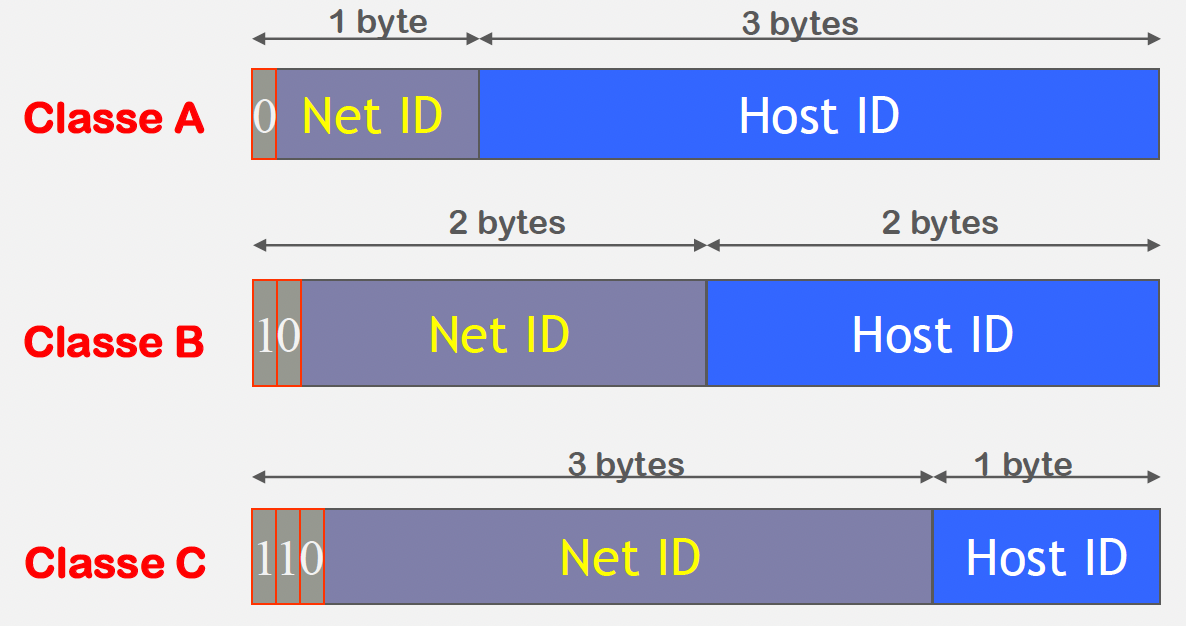 1 byte 3 bytes
Classe A 0 Net ID Host ID
2 bytes 2 bytes
Classe B 10 Net ID Host ID
3 bytes 1 byte
Classe C 110 Net ID Host ID